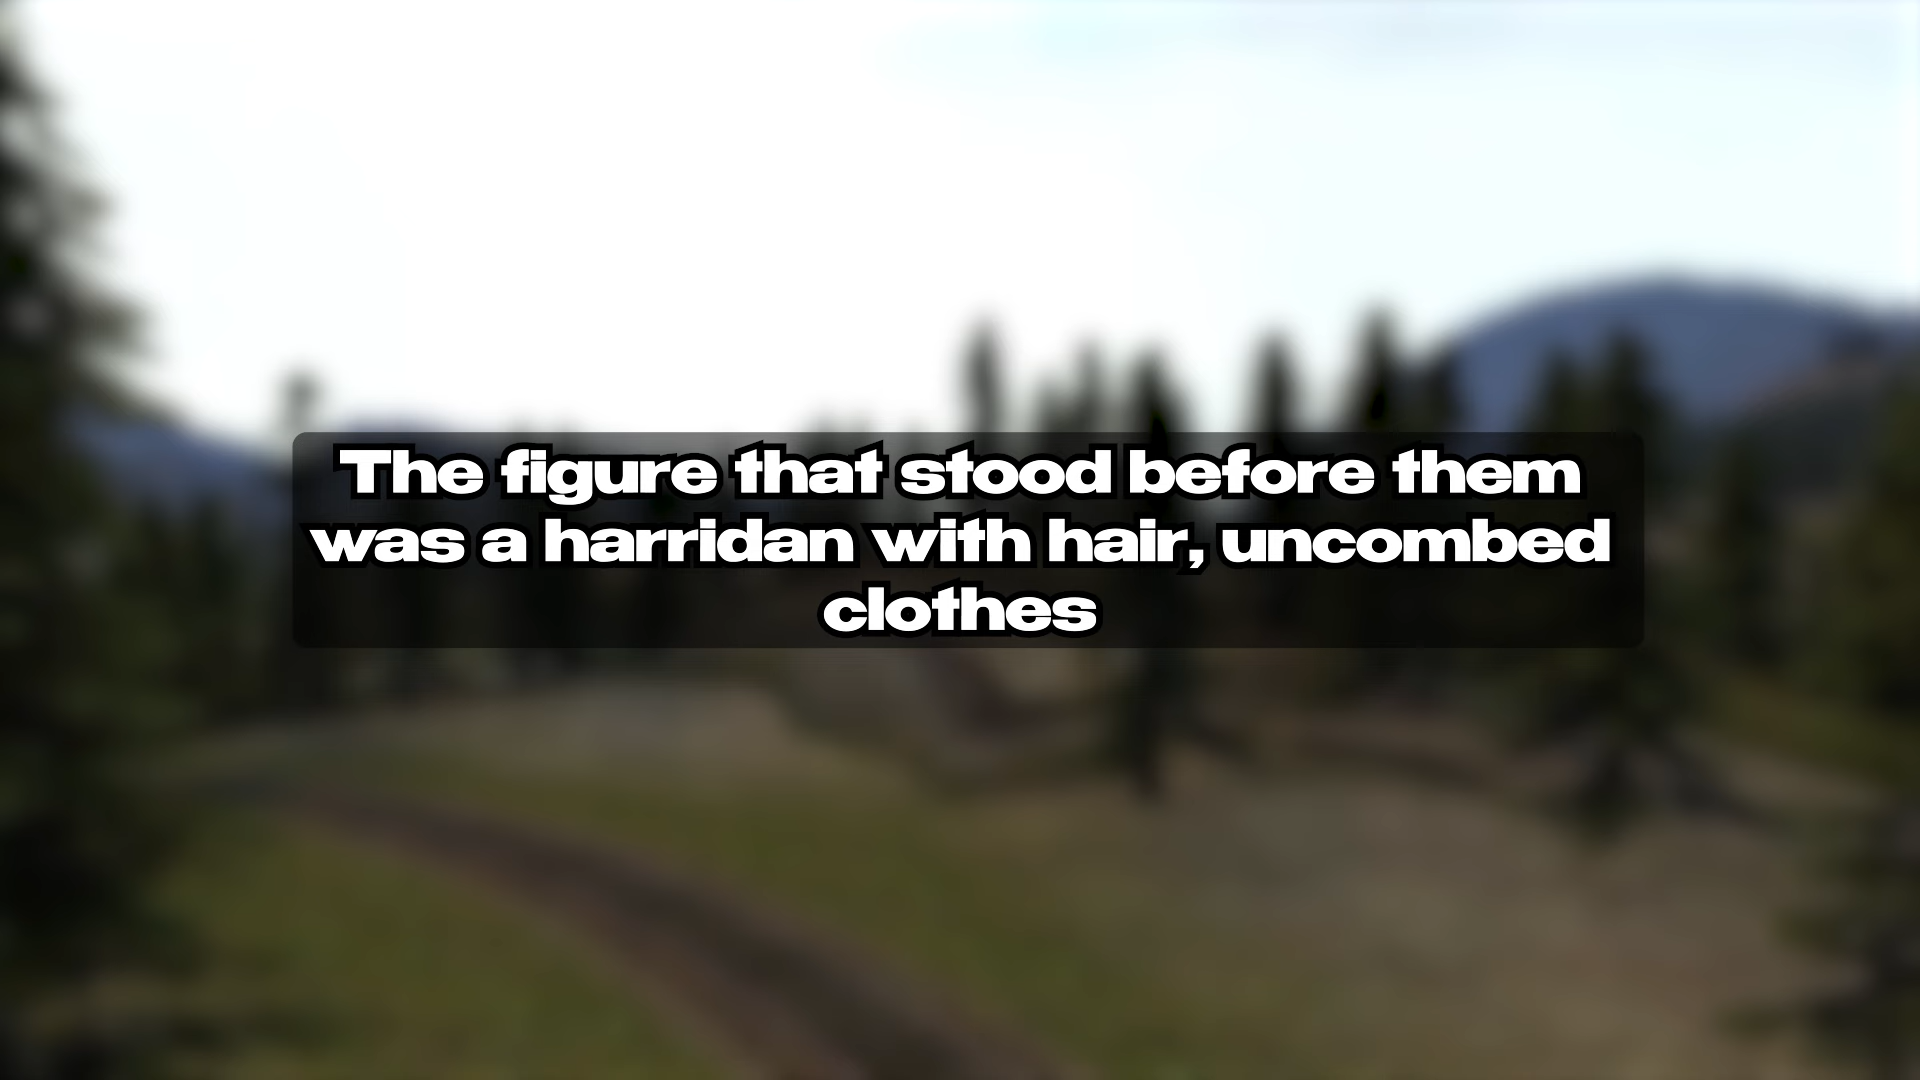 The figure that stood before them
was a harridan with hair, uncombed
clothes